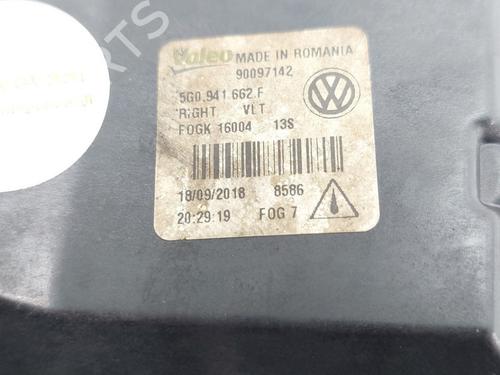 Valeo MADE IN ROMANIA
90097142
5G0.941.662.F
RIGHT VLT
FOGK 16004 13S
18/09/2018 8586
20:29:19 FOG 7
PARTS